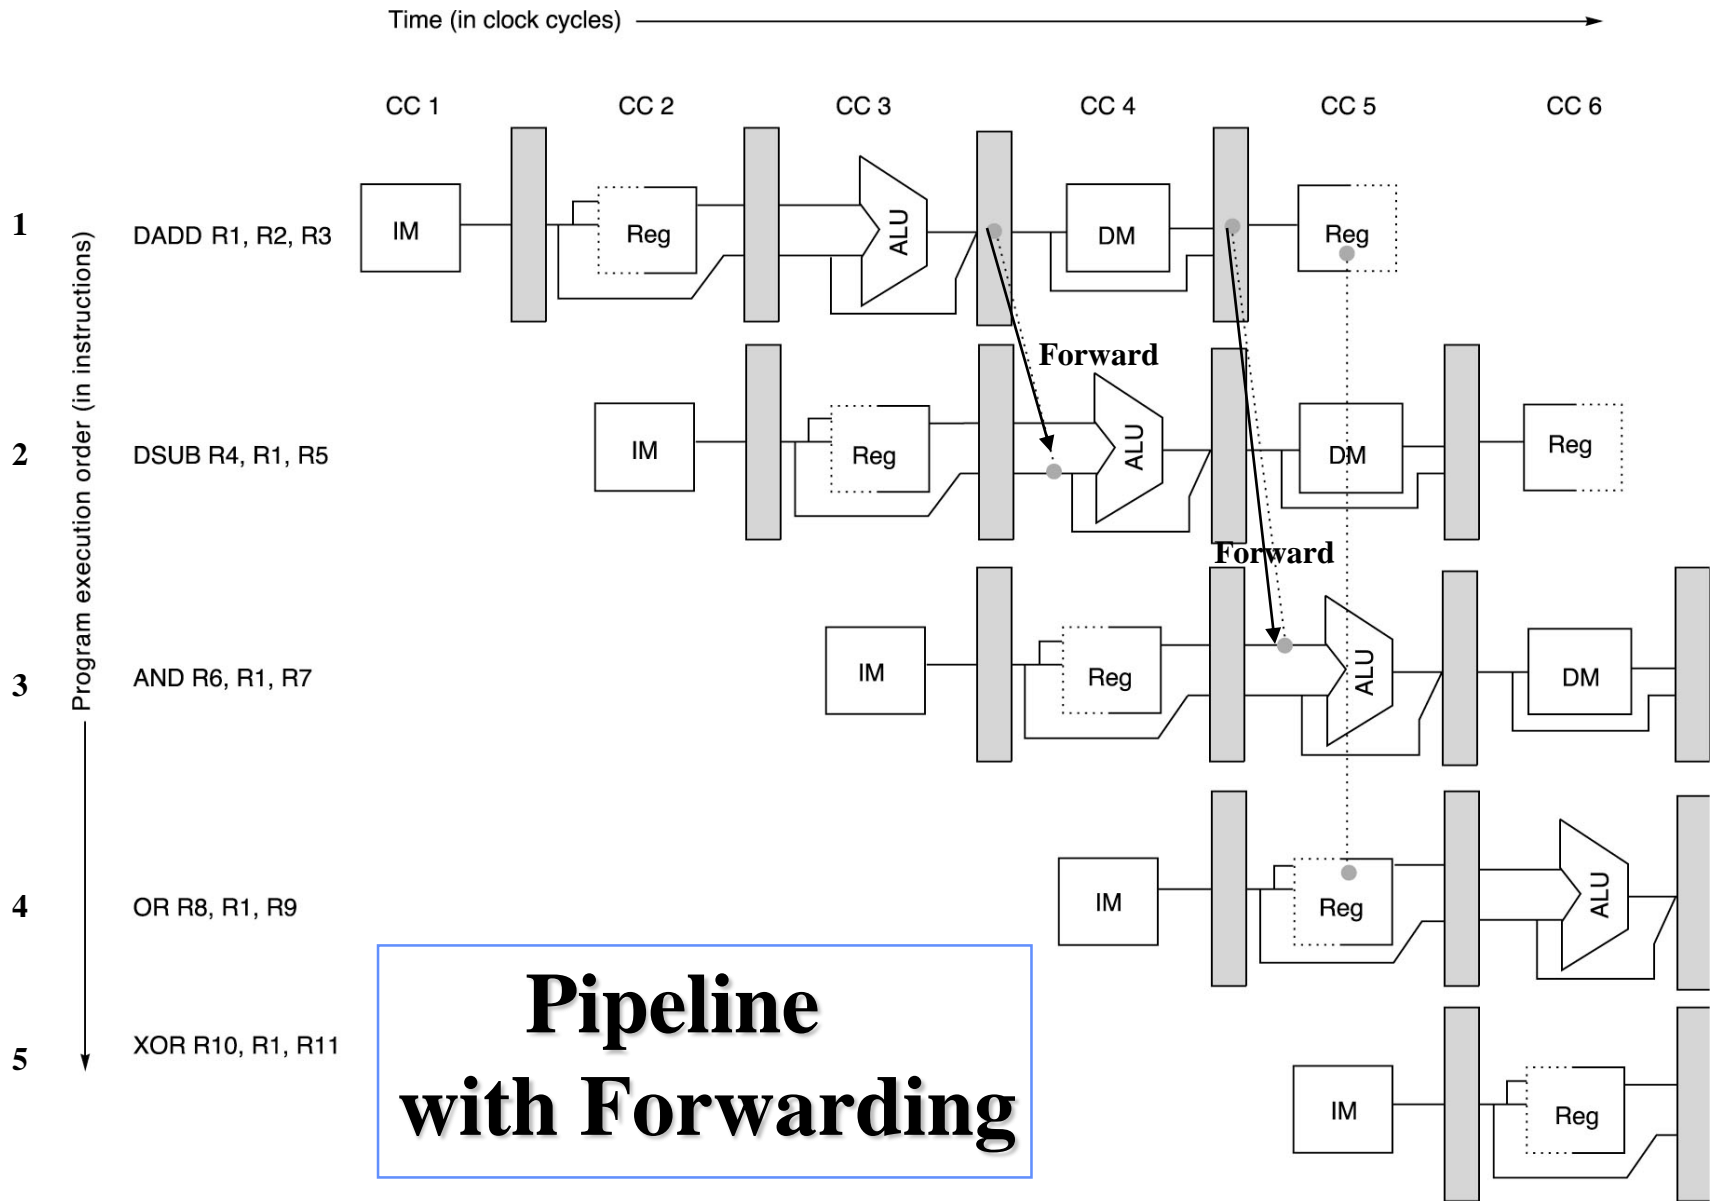 Time (in clock cycles)
CC 1 CC 2 CC 3 CC 4 CC 5 CC 6
Program execution order (in instructions)
1 DADD R1, R2, R3 IM Reg ALU DM Reg
Forward
2 DSUB R4, R1, R5 IM Reg ALU DM Reg
Forward
3 AND R6, R1, R7 IM Reg ALU DM
4 OR R8, R1, R9 IM Reg ALU
5 XOR R10, R1, R11 IM Reg
Pipeline
with Forwarding